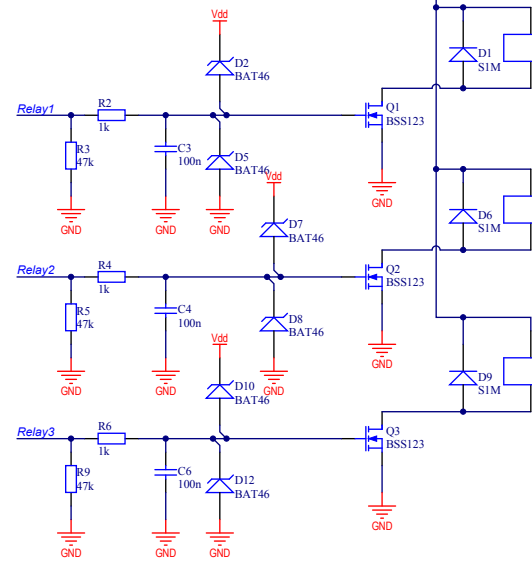 Vdd
D2
BAT46
D1
S1M
Relay1
R2
1k
Q1
BSS123
R3
47k
C3
100n
D5
BAT46
GND
GND
GND
GND
Vdd
D7
BAT46
D6
S1M
Relay2
R4
1k
Q2
BSS123
R5
47k
C4
100n
D8
BAT46
GND
GND
GND
GND
Vdd
D10
BAT46
D9
S1M
Relay3
R6
1k
Q3
BSS123
R9
47k
C6
100n
D12
BAT46
GND
GND
GND
GND